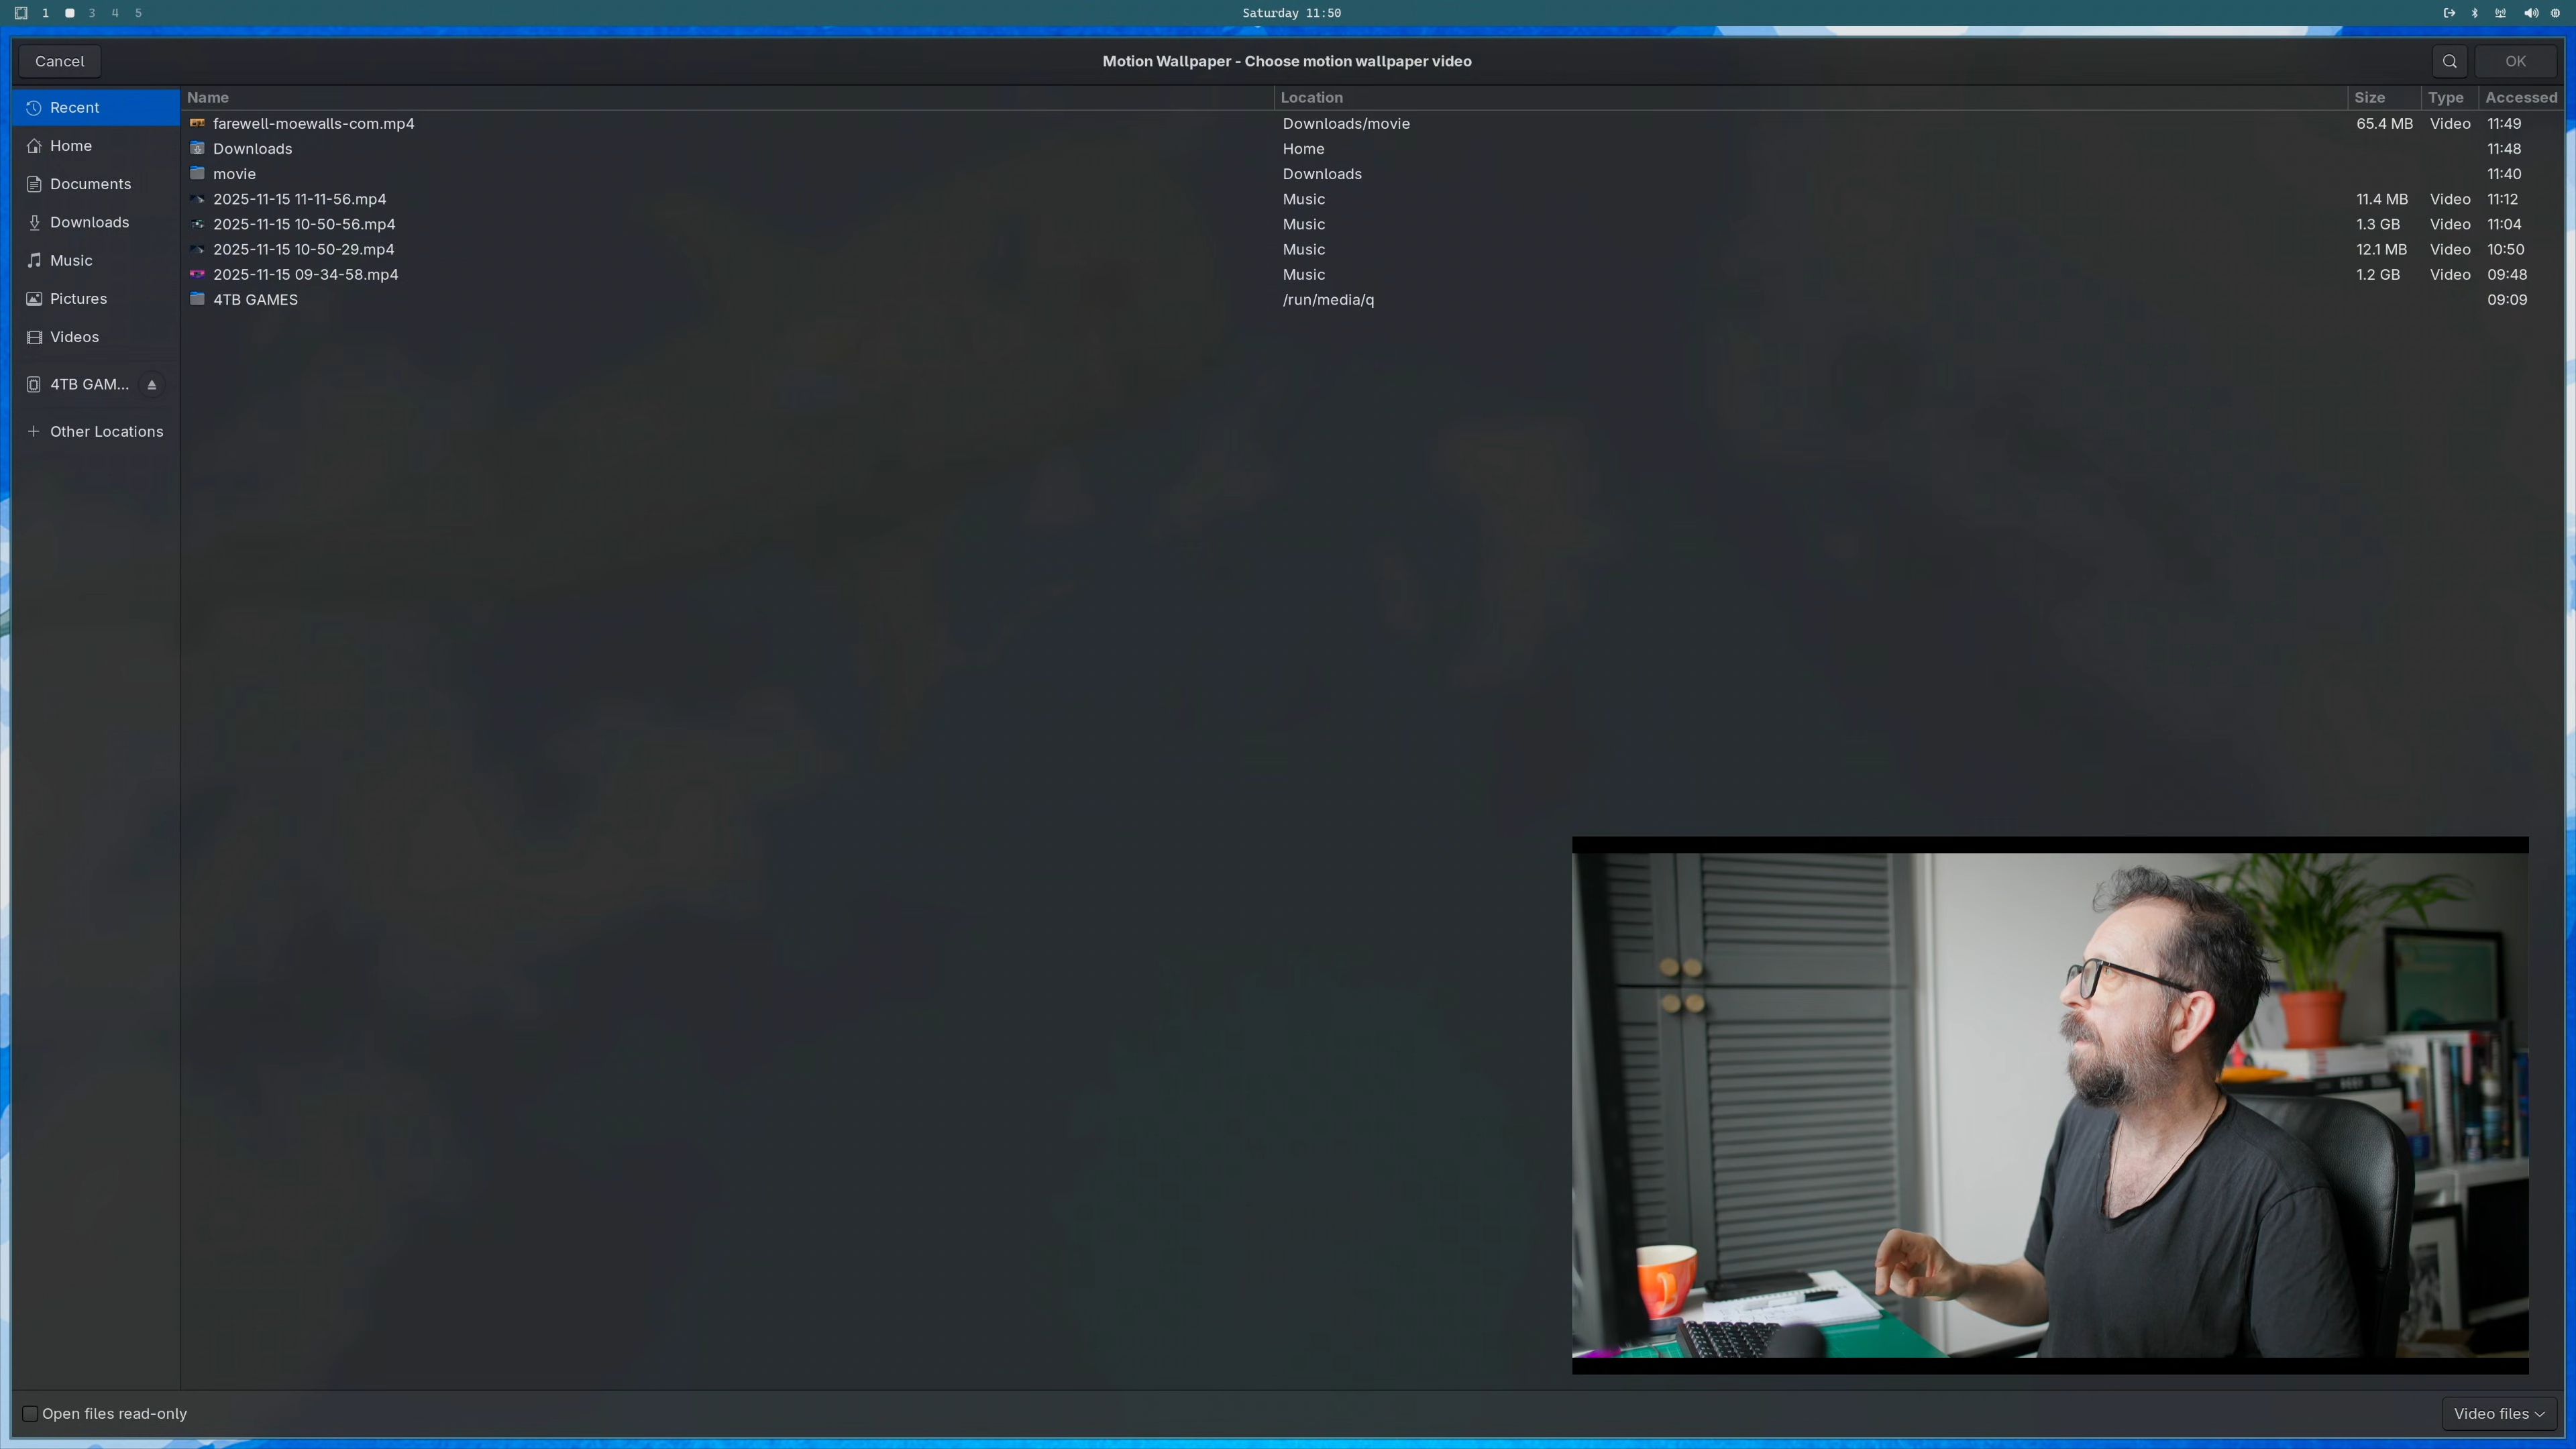 1 3 4 5 Saturday 11:50
Cancel Motion Wallpaper - Choose motion wallpaper video OK
Recent
Home
Documents
Downloads
Music
Pictures
Videos
4TB GAM...
Other Locations
Name Location Size Type Accessed
farewell-moewalls-com.mp4 Downloads/movie 65.4 MB Video 11:49
Downloads Home 11:48
movie Downloads 11:40
2025-11-15 11-11-56.mp4 Music 11.4 MB Video 11:12
2025-11-15 10-50-56.mp4 Music 1.3 GB Video 11:04
2025-11-15 10-50-29.mp4 Music 12.1 MB Video 10:50
2025-11-15 09-34-58.mp4 Music 1.2 GB Video 09:48
4TB GAMES /run/media/q 09:09
Open files read-only Video files